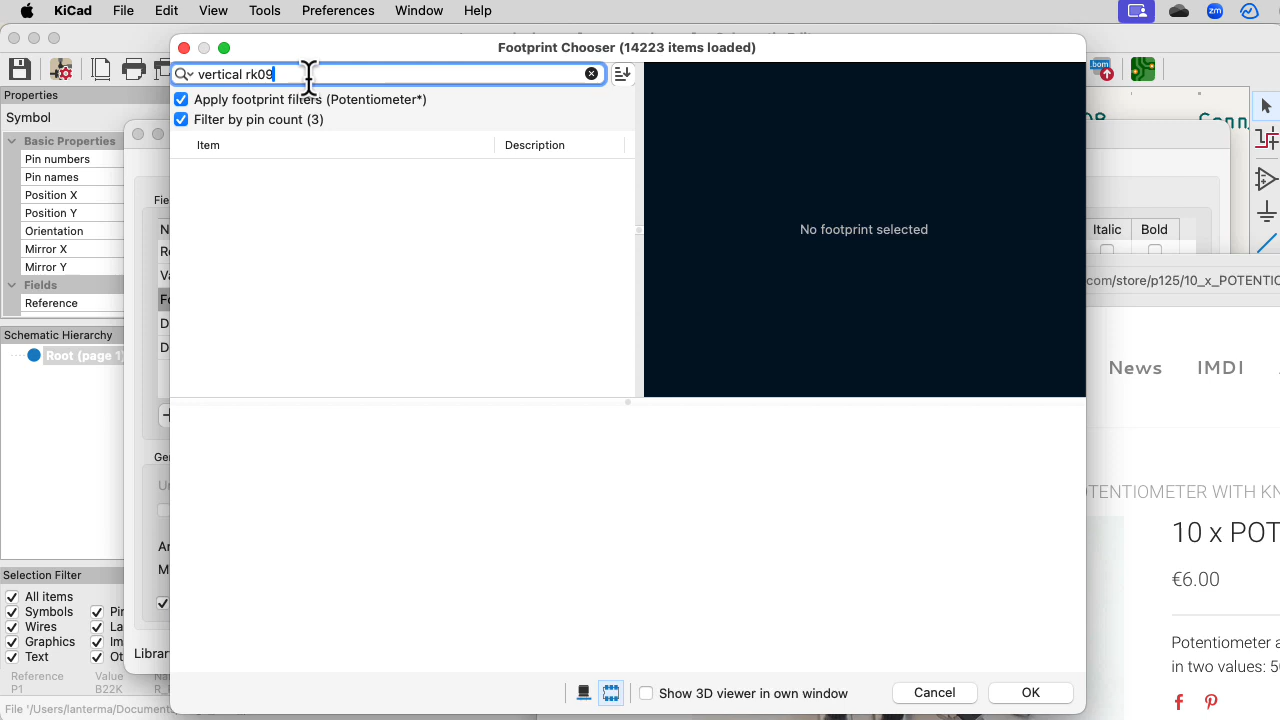 KiCad File Edit View Tools Preferences Window Help
Footprint Chooser (14223 items loaded)
bom
Properties
vertical rk09
Apply footprint filters (Potentiometer*)
Filter by pin count (3)
Symbol
Basic Properties
Item Description
Pin numbers
Pin names
Position X
Position Y
Orientation
Mirror X
Mirror Y
Fields
Reference
No footprint selected
Italic Bold
com/store/p125/10_x_POTENTIO
Schematic Hierarchy
Root (page 1)
News IMDI
OTENTIOMETER WITH KN
10 x POT
€6.00
Potentiometer a
in two values: 5
Selection Filter
All items
Symbols
Wires
Graphics
Text
Reference Value
P1 B22K
Librar
File '/Users/lanterma/Document
Show 3D viewer in own window
Cancel OK